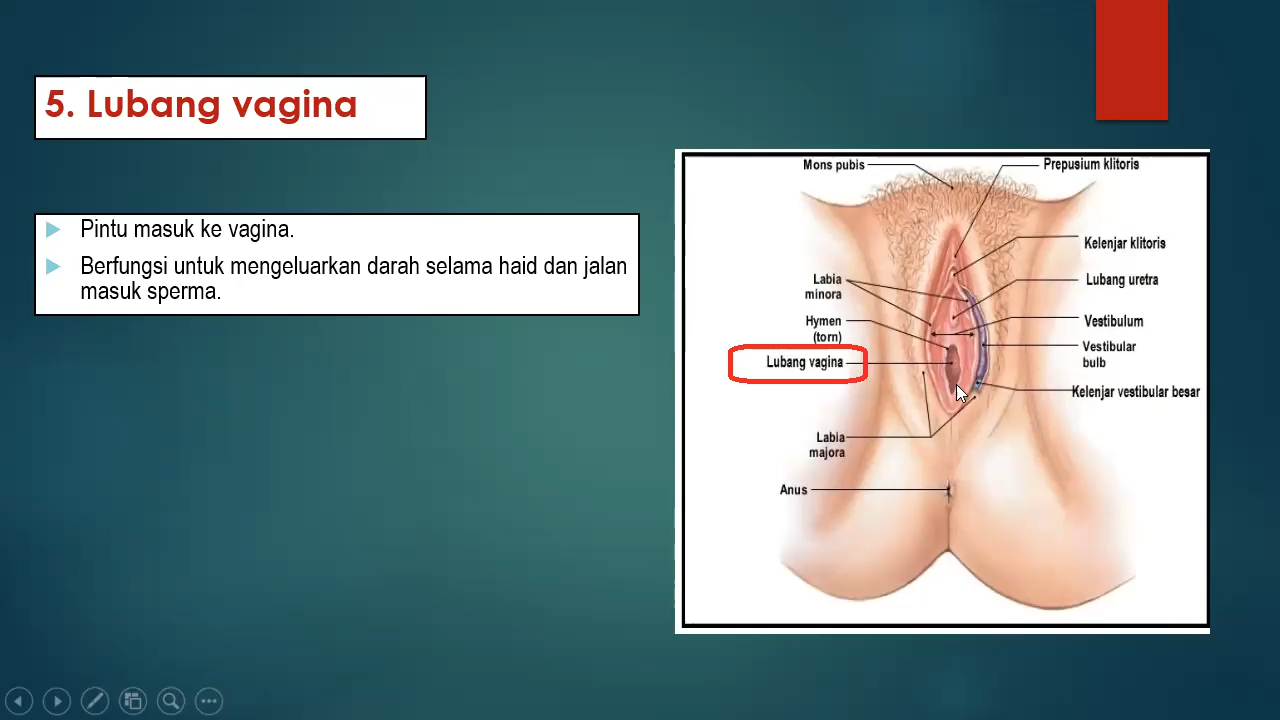 5. Lubang vagina
Pintu masuk ke vagina.
Berfungsi untuk mengeluarkan darah selama haid dan jalan
masuk sperma.
Mons pubis
Prepusium klitoris
Kelenjar klitoris
Labia
minora
Lubang uretra
Hymen
(torn)
Vestibulum
Vestibular
bulb
Lubang vagina
Kelenjar vestibular besar
Labia
majora
Anus